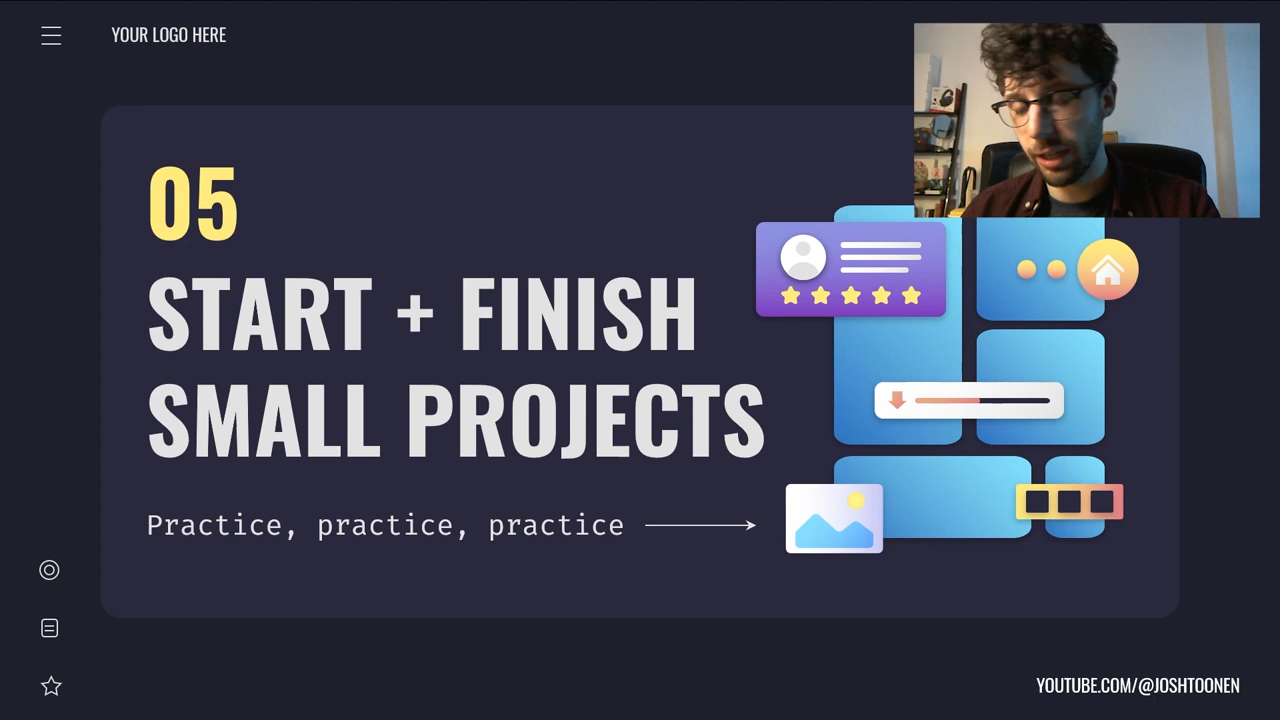 YOUR LOGO HERE
05
START + FINISH
SMALL PROJECTS
Practice, practice, practice
YOUTUBE.COM/@JOSHTOONEN